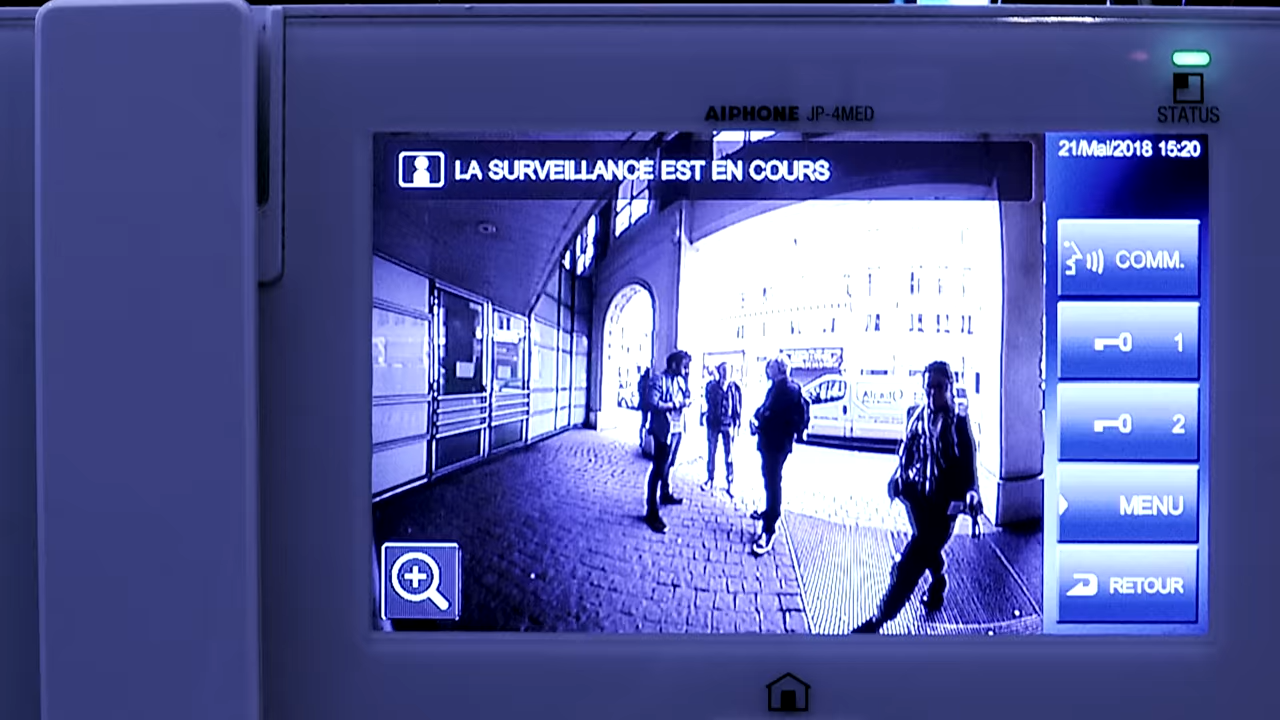 AIPHONE JP-4MED
STATUS
LA SURVEILLANCE EST EN COURS
21/Mai/2018 15:20
COMM.
1
2
MENU
RETOUR